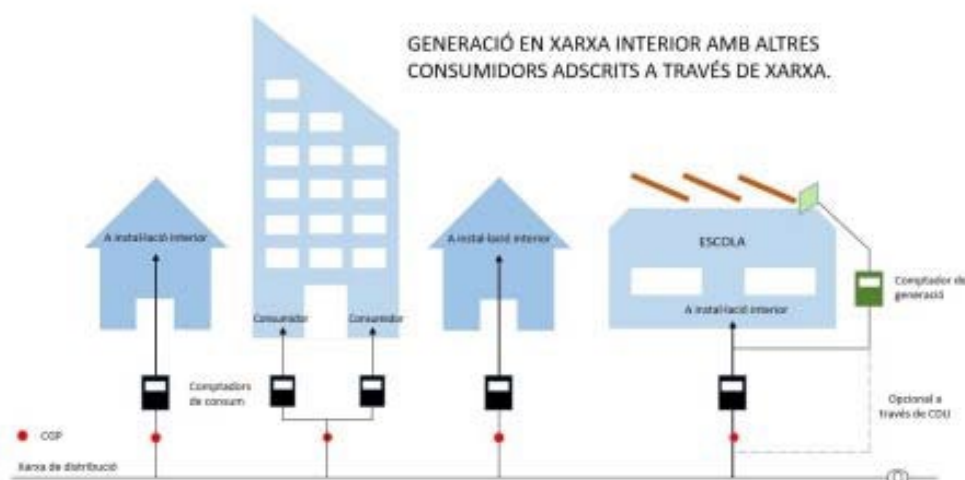 GENERACIÓ EN XARXA INTERIOR AMB ALTRES
CONSUMIDORS ADSCRITS A TRAVÉS DE XARXA.
A instal·lació interior
A instal·lació interior
ESCOLA
A instal·lació interior
Comptador de
generació
Consumidor
Consumidor
Comptadors
de consum
Opcional a
través de CDU
CGP
Xarxa de distribució